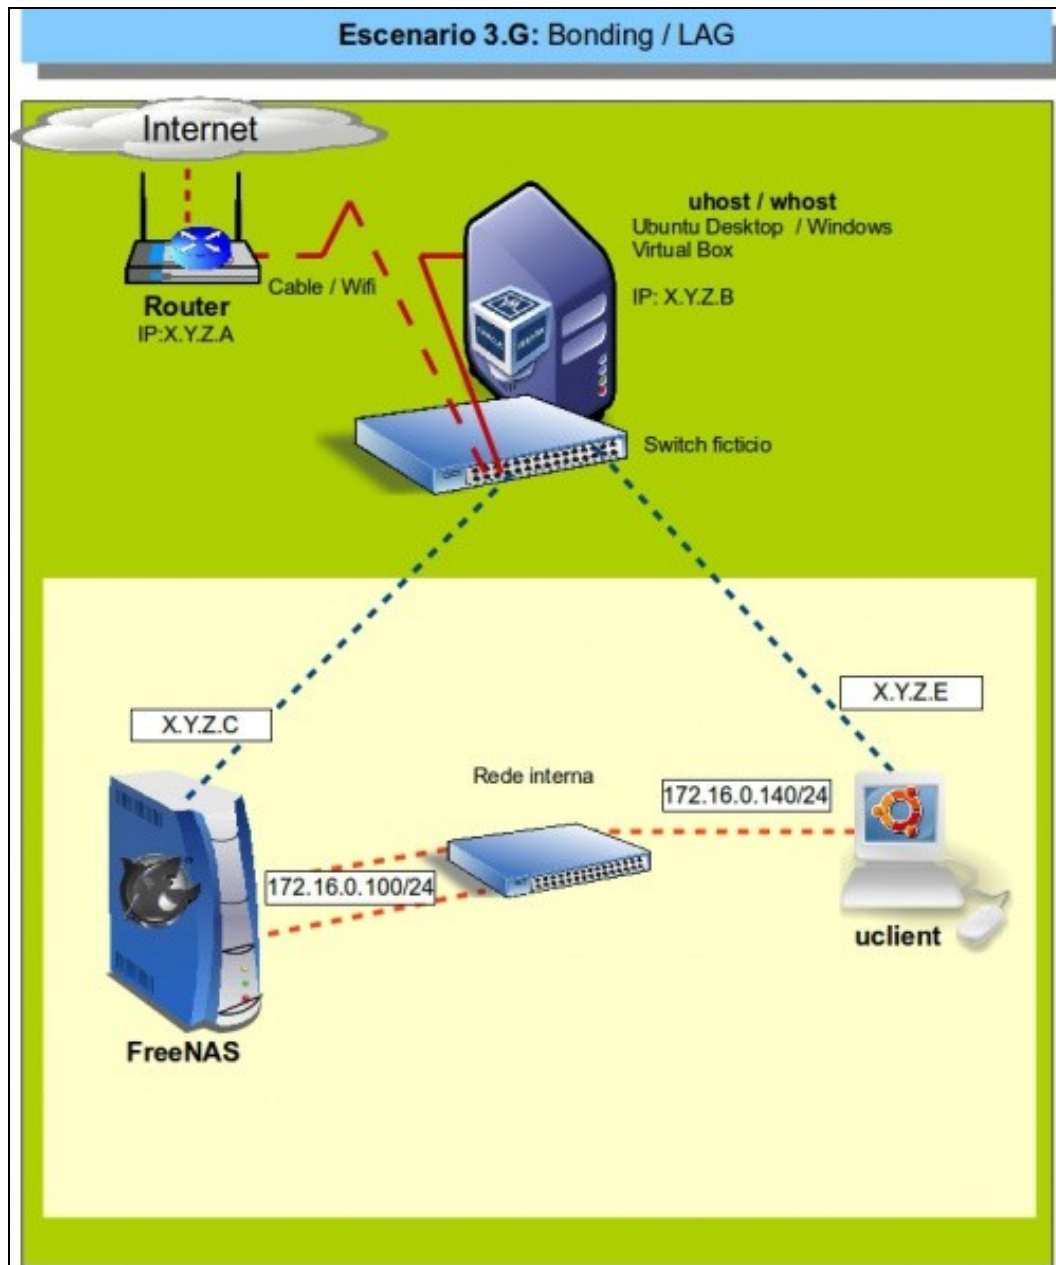 Escenario 3.G: Bonding / LAG
Internet
uhost / whost
Ubuntu Desktop / Windows
Virtual Box
Cable / Wifi
IP: X.Y.Z.B
Router
IP:X.Y.Z.A
Switch ficticio
X.Y.Z.E
X.Y.Z.C
Rede interna
172.16.0.140/24
172.16.0.100/24
uclient
FreeNAS